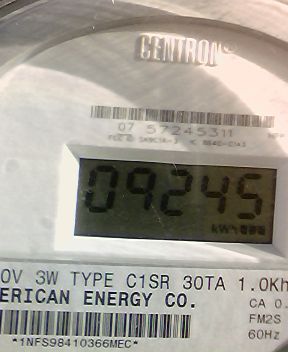 CENTRON®
07 57245311
09245
kWh
0V 3W TYPE C1SR 30TA 1.0Kh
ERICAN ENERGY CO. CA 0.
FM2S
60Hz
*1NFS98410366MEC*